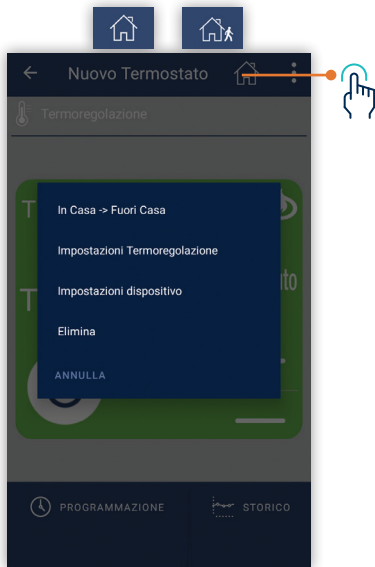 Nuovo Termostato
Termoregolazione
T
In Casa -> Fuori Casa
Impostazioni Termoregolazione
Impostazioni dispositivo
Elimina
ANNULLA
T
PROGRAMMAZIONE
STORICO